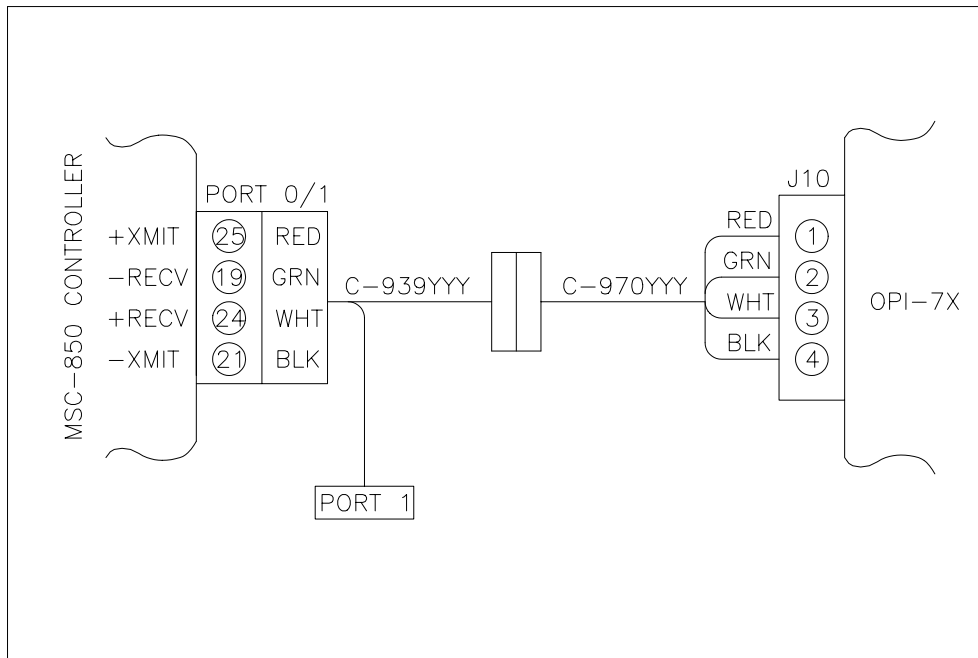 MSC-850 CONTROLLER
PORT 0/1
+XMIT 25 RED
-RECV 19 GRN
+RECV 24 WHT
-XMIT 21 BLK
C-939YYY
PORT 1
C-970YYY
J10
RED 1
GRN 2
WHT 3
BLK 4
OPI-7X